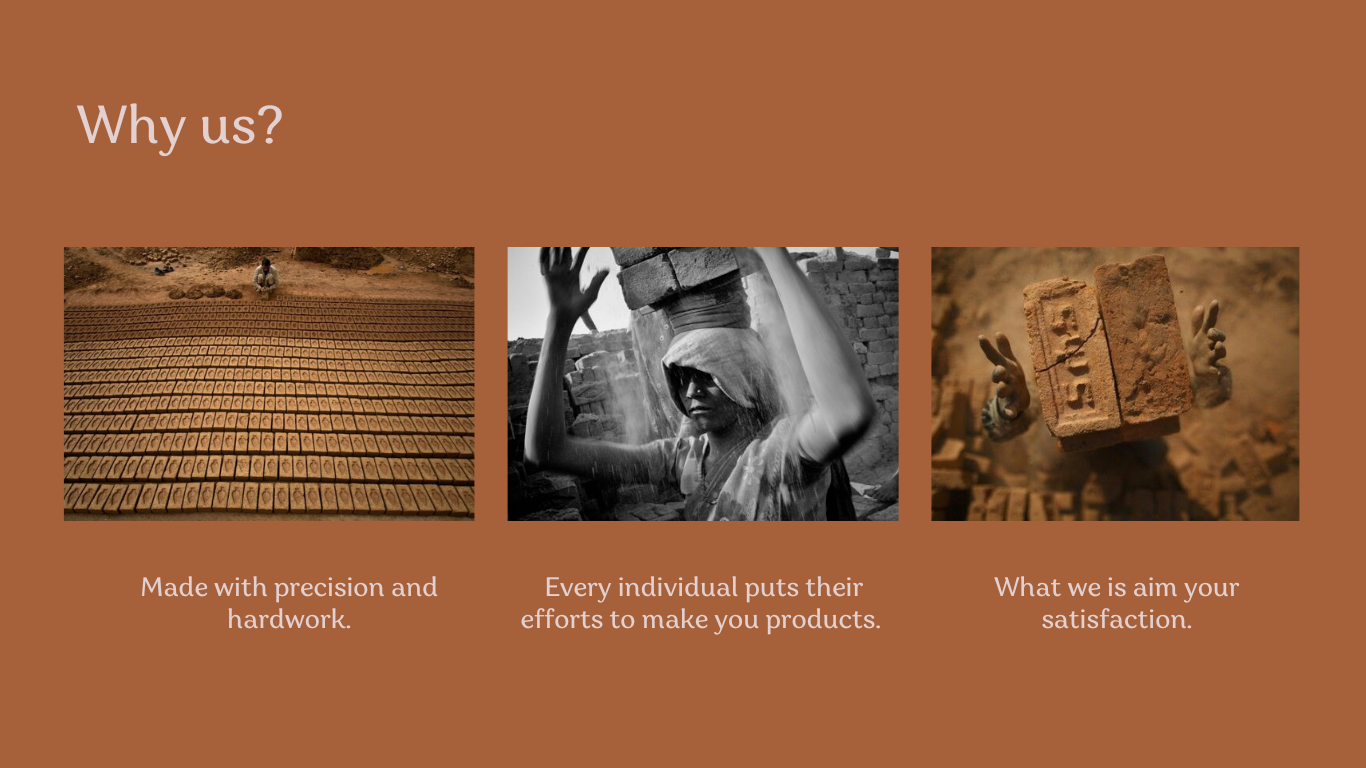 Why us?
Made with precision and
hardwork.
Every individual puts their
efforts to make you products.
What we is aim your
satisfaction.